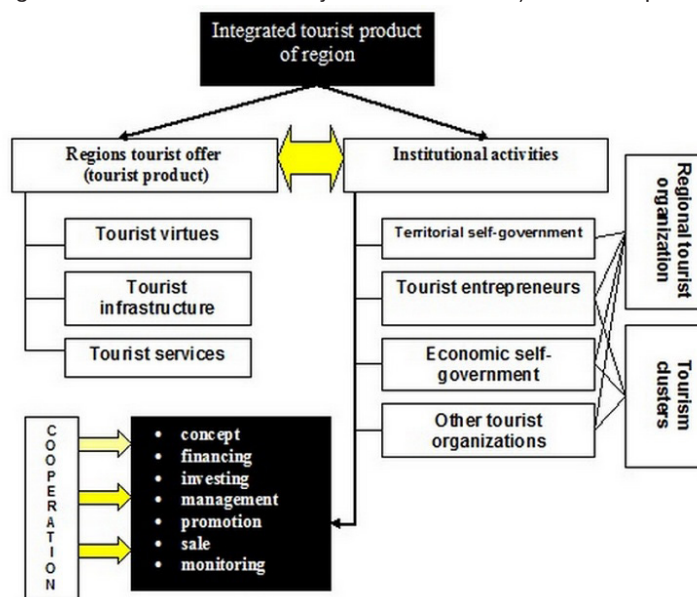 Integrated tourist product
of region
Regions tourist offer
(tourist product)
Institutional activities
Tourist virtues
Tourist
infrastructure
Tourist services
Territorial self-government
Tourist entrepreneurs
Economic self-
government
Other tourist
organizations
Regional tourist
organization
Tourism
clusters
COOPERATION
• concept
• financing
• investing
• management
• promotion
• sale
• monitoring